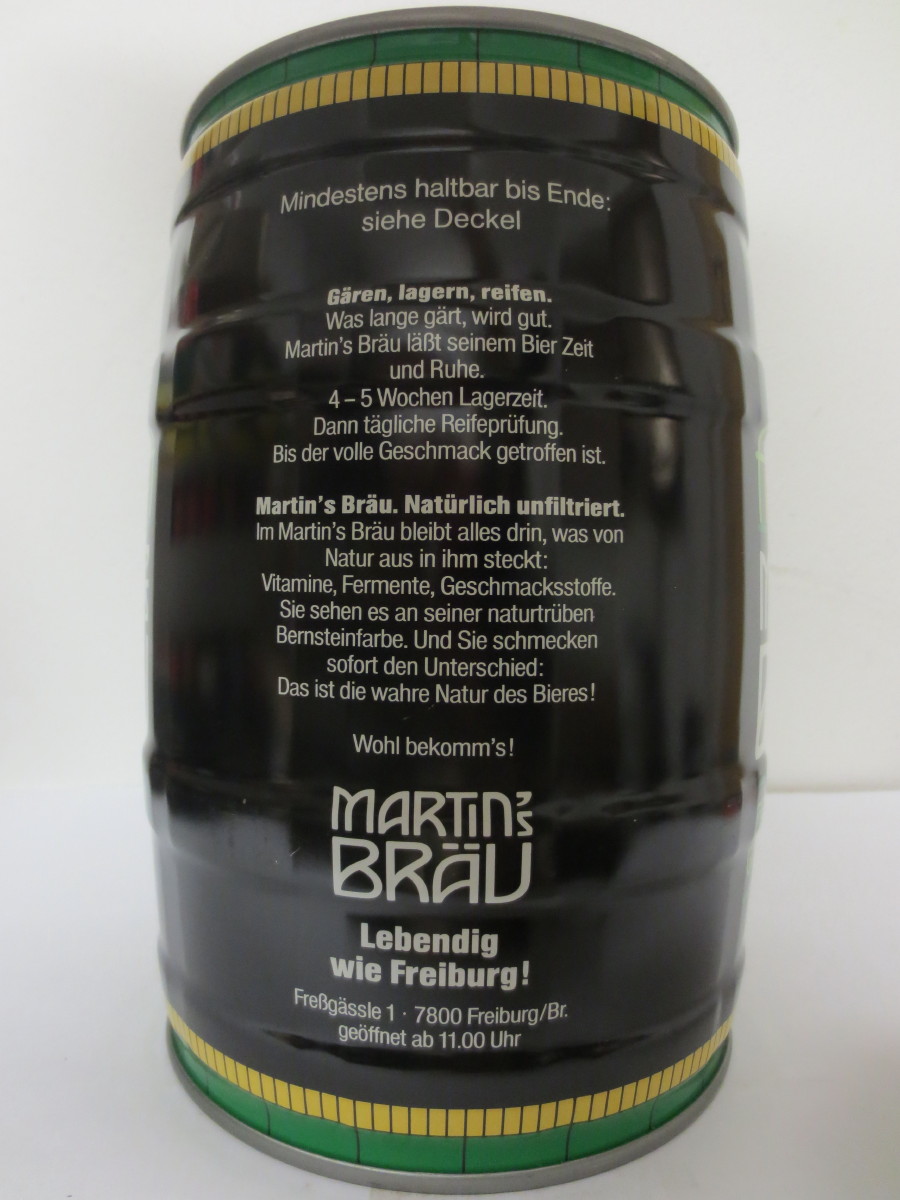 Mindestens haltbar bis Ende:
siehe Deckel
Gären, lagern, reifen.
Was lange gärt, wird gut.
Martin's Bräu läßt seinem Bier Zeit
und Ruhe.
4 – 5 Wochen Lagerzeit.
Dann tägliche Reifeprüfung.
Bis der volle Geschmack getroffen ist.
Martin's Bräu. Natürlich unfiltriert.
Im Martin's Bräu bleibt alles drin, was von
Natur aus in ihm steckt:
Vitamine, Fermente, Geschmacksstoffe.
Sie sehen es an seiner naturtrüben
Bernsteinfarbe. Und Sie schmecken
sofort den Unterschied:
Das ist die wahre Natur des Bieres!
Wohl bekomm's!
MARTIN'S
BRÄU
Lebendig
wie Freiburg!
Freßgässle 1 · 7800 Freiburg/Br.
geöffnet ab 11.00 Uhr